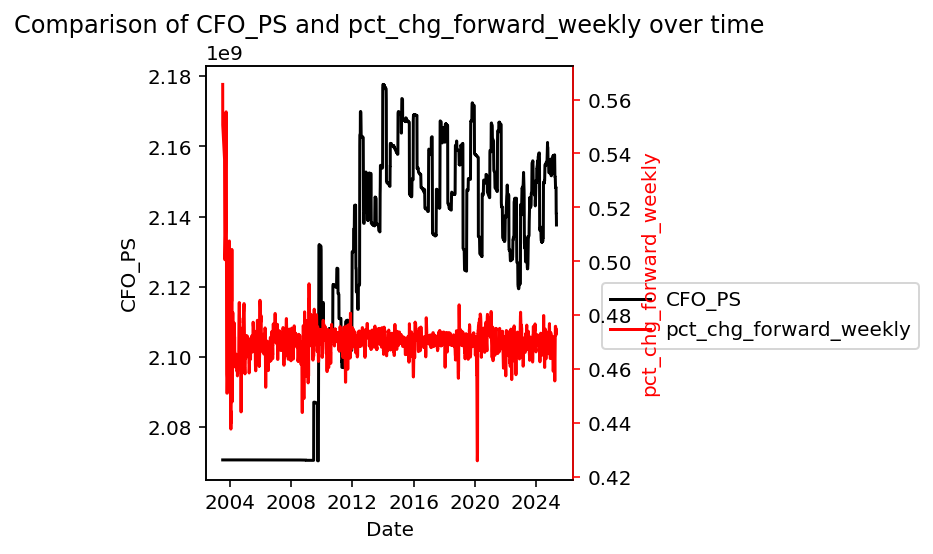 Comparison of CFO_PS and pct_chg_forward_weekly over time
1e9
2.18
2.16
2.14
2.12
2.10
2.08
CFO_PS
0.56
0.54
0.52
0.50
0.48
0.46
0.44
0.42
pct_chg_forward_weekly
CFO_PS
pct_chg_forward_weekly
2004 2008 2012 2016 2020 2024
Date